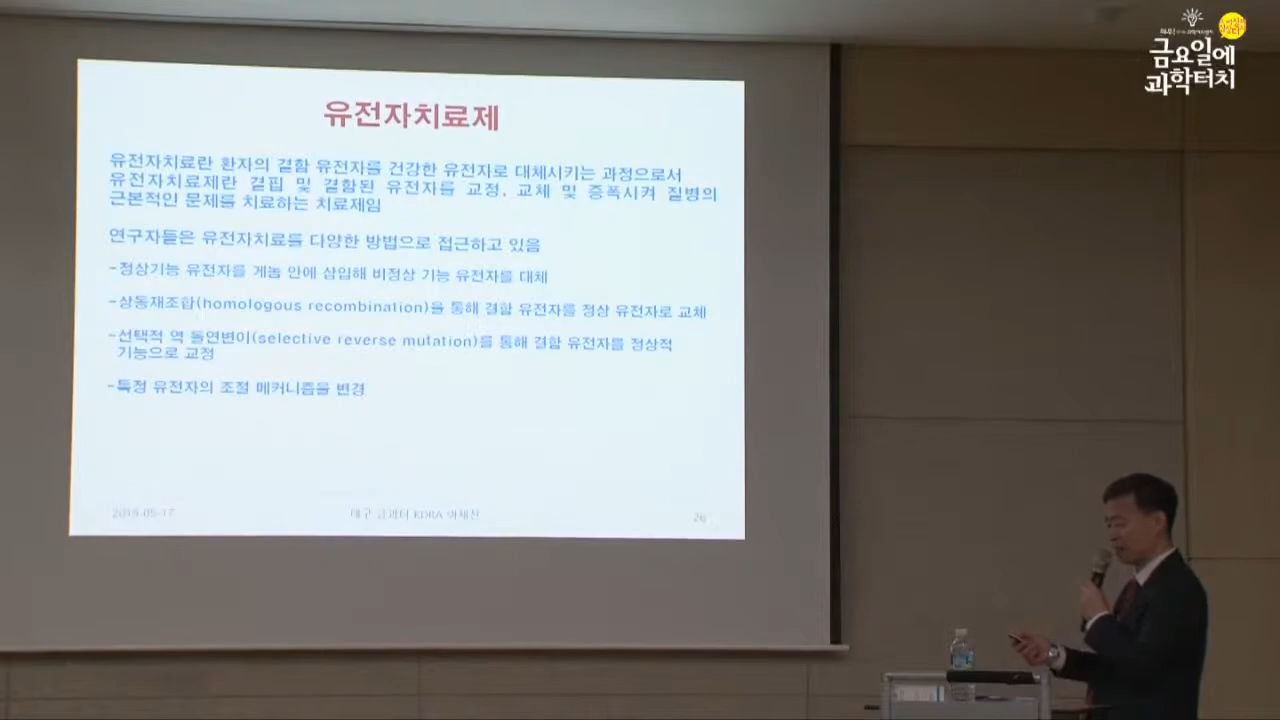 금요일에
과학터치
유전자치료제
유전자치료란 환자의 결함 유전자를 건강한 유전자로 대체시키는 과정으로서
유전자치료제란 결핍 및 결함된 유전자를 교정, 교체 및 증폭시켜 질병의
근본적인 문제를 치료하는 치료제임
연구자들은 유전자치료를 다양한 방법으로 접근하고 있음
-정상기능 유전자를 게놈 안에 삽입해 비정상 기능 유전자를 대체
-상동재조합(homologous recombination)을 통해 결함 유전자를 정상 유전자로 교체
-선택적 역 돌연변이(selective reverse mutation)를 통해 결함 유전자를 정상적
기능으로 교정
-특정 유전자의 조절 메커니즘을 변경
대구 금과터 KDRA
26